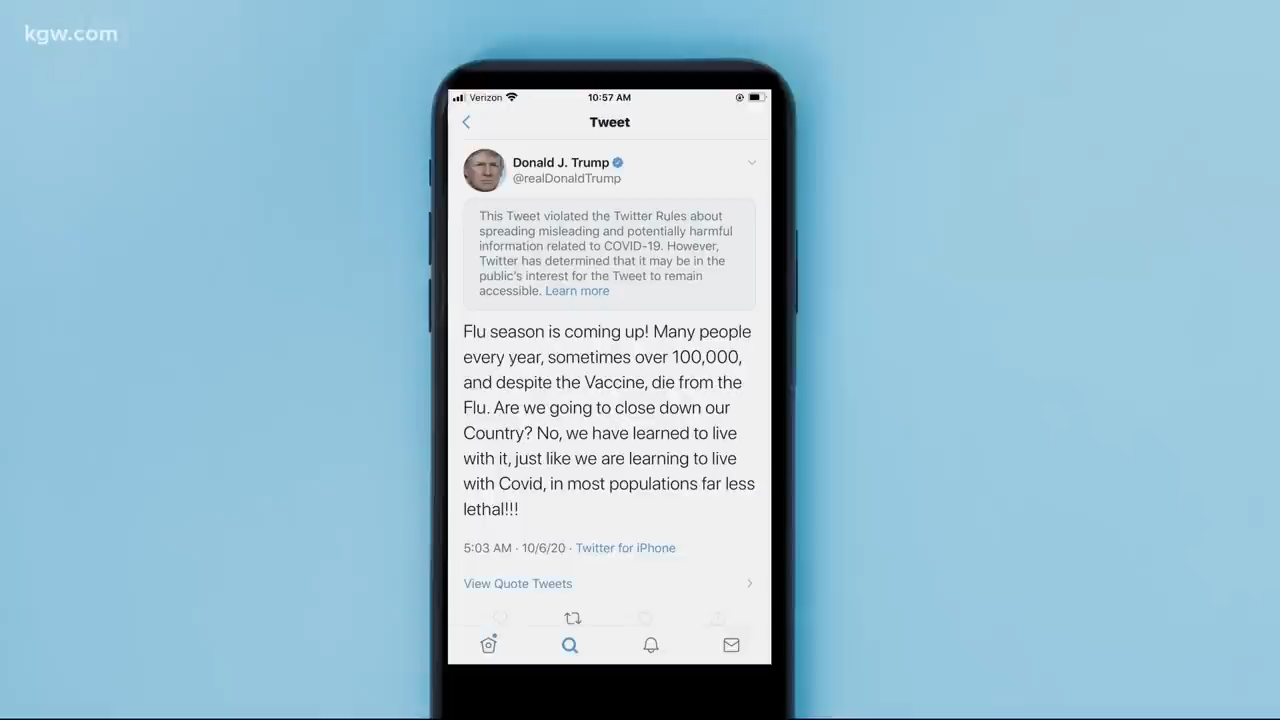 kgw.com
Verizon
10:57 AM
Tweet
Donald J. Trump
@realDonaldTrump
This Tweet violated the Twitter Rules about
spreading misleading and potentially harmful
information related to COVID-19. However,
Twitter has determined that it may be in the
public's interest for the Tweet to remain
accessible. Learn more
Flu season is coming up! Many people
every year, sometimes over 100,000,
and despite the Vaccine, die from the
Flu. Are we going to close down our
Country? No, we have learned to live
with it, just like we are learning to live
with Covid, in most populations far less
lethal!!!
5:03 AM · 10/6/20 · Twitter for iPhone
View Quote Tweets